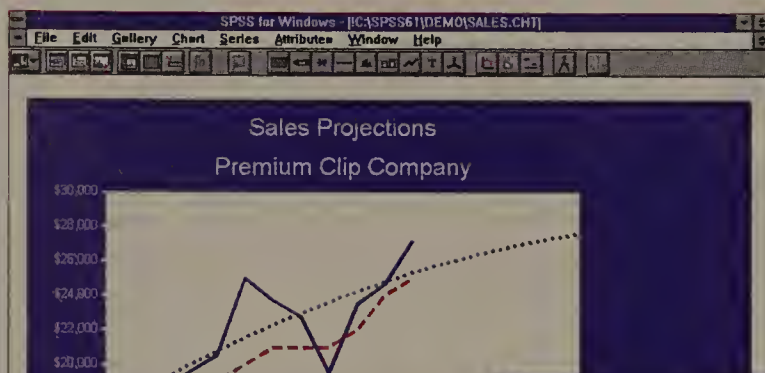 SPSS for Windows - [!C:\SPSS61\DEMO\SALES.CHT]
File Edit Gallery Chart Series Attributes Window Help
Sales Projections
Premium Clip Company
$30,000
$28,000
$26,000
$24,000
$22,000
$20,000